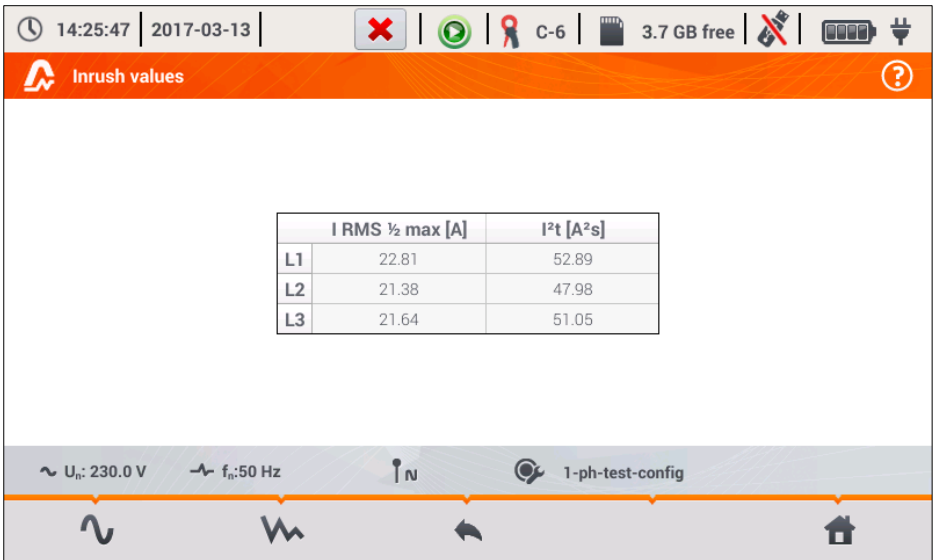 14:25:47 2017-03-13 C-6 3.7 GB free
Inrush values ?
I RMS ½ max [A] I²t [A²s]
L1 22.81 52.89
L2 21.38 47.98
L3 21.64 51.05
Uₙ: 230.0 V fₙ:50 Hz N 1-ph-test-config